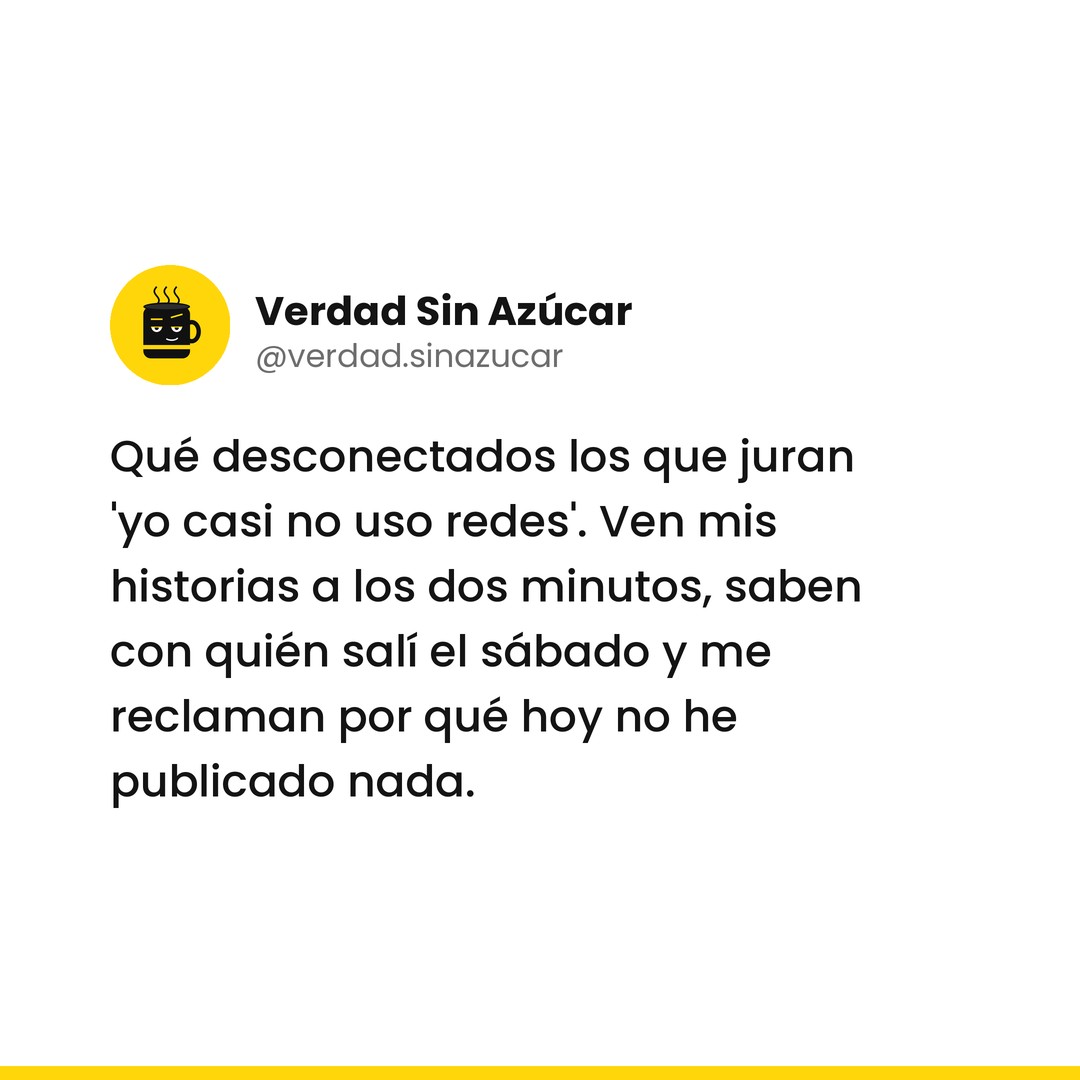 Verdad Sin Azúcar
@verdad.sinazucar
Qué desconectados los que juran
'yo casi no uso redes'. Ven mis
historias a los dos minutos, saben
con quién salí el sábado y me
reclaman por qué hoy no he
publicado nada.